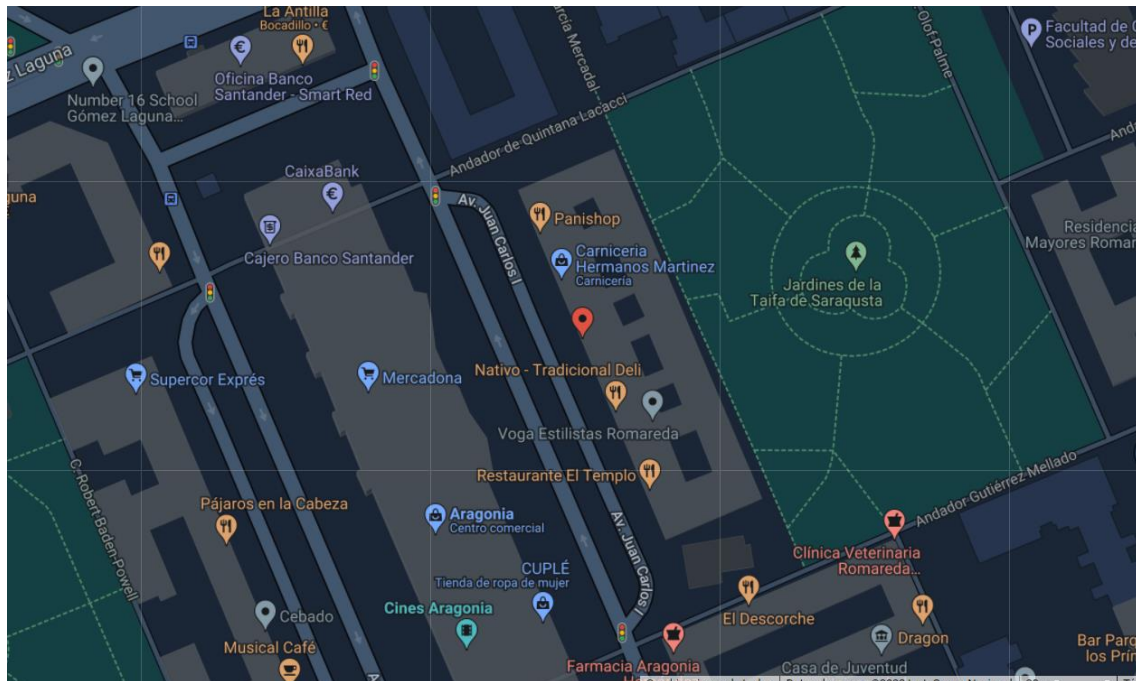 La Antilla
Bocadillo • €
Oficina Banco
Santander - Smart Red
Laguna
Number 16 School
Gómez Laguna...
García Mercadal
C. Olof Palme
Facultad de
Sociales y de
Andador de Quintana Lacacci
CaixaBank
Cajero Banco Santander
Av. Juan Carlos I
Panishop
Carniceria
Hermanos Martinez
Carnicería
Jardines de la
Taifa de Saraqusta
Residencia
Mayores Romar
Supercor Exprés
Mercadona
Nativo - Tradicional Deli
Voga Estilistas Romareda
Restaurante El Templo
C. Robert Baden-Powell
Pájaros en la Cabeza
Aragonia
Centro comercial
Av. Juan Carlos I
Andador Gutiérrez Mellado
Clínica Veterinaria
Romareda...
CUPLÉ
Tienda de ropa de mujer
Cines Aragonia
El Descorche
Cebado
Musical Café
Farmacia Aragonia
Dragon
Casa de Juventud
Bar Parq
los Prín